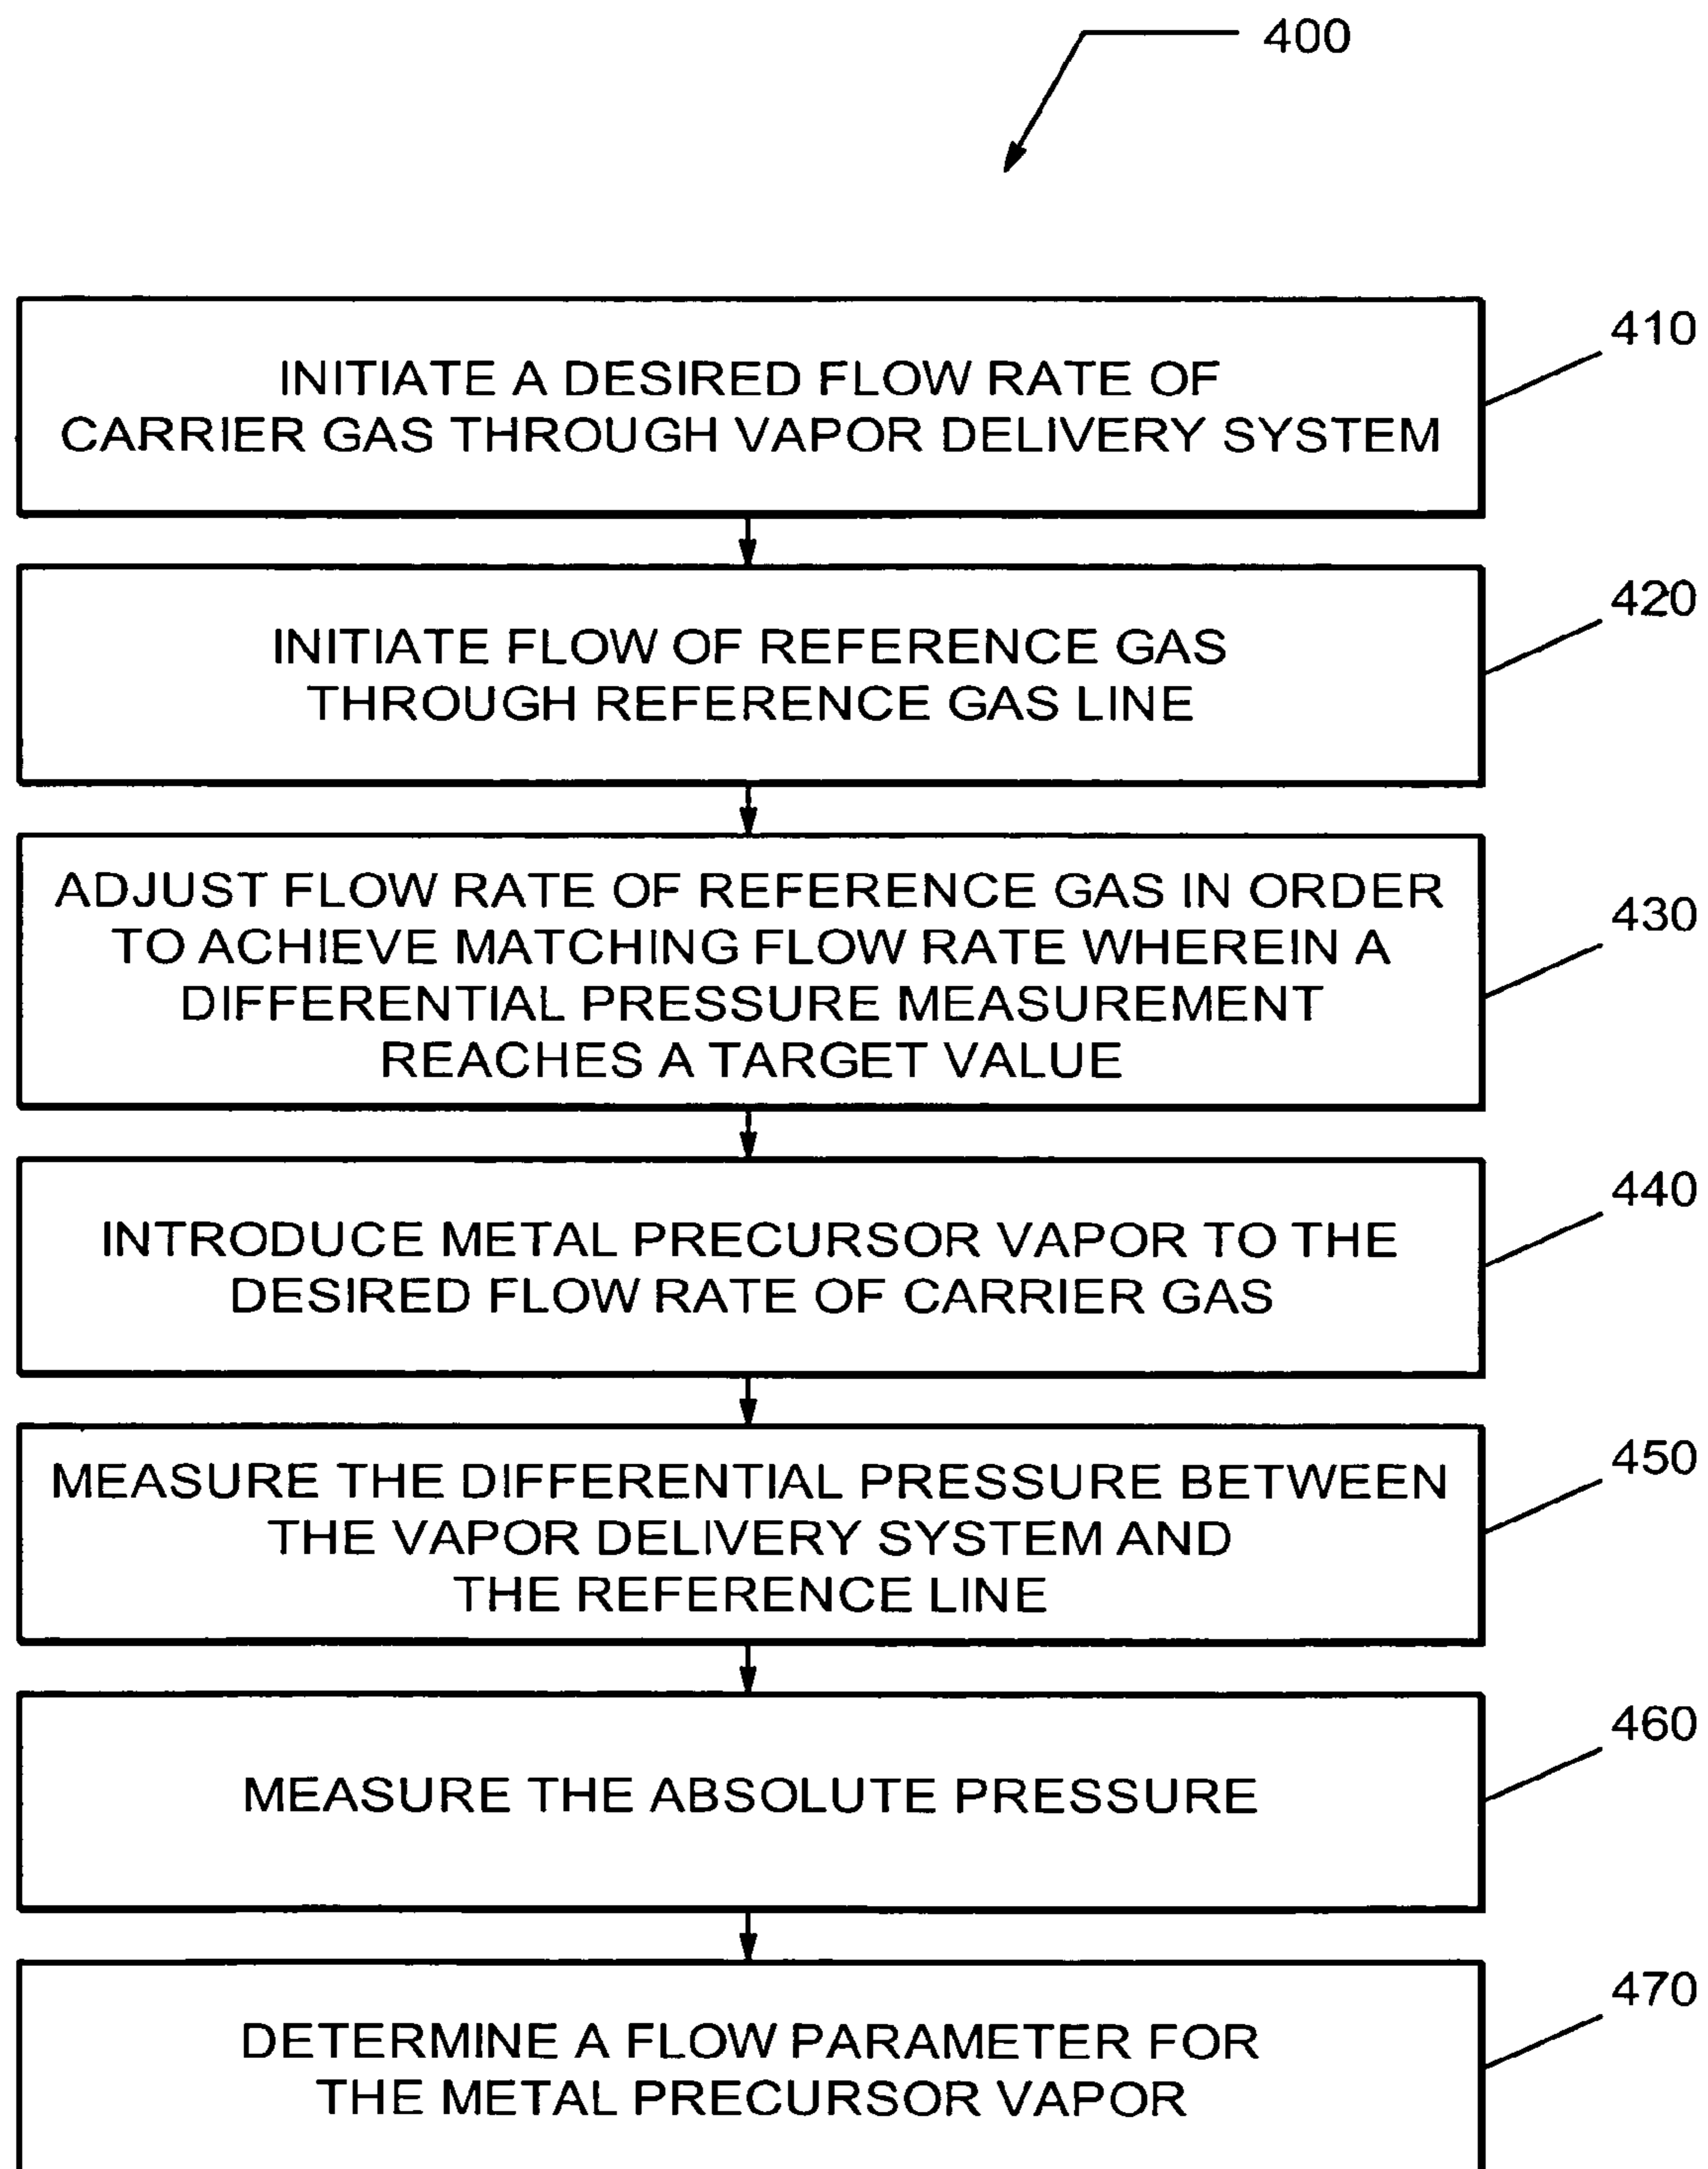 400
410
INITIATE A DESIRED FLOW RATE OF
CARRIER GAS THROUGH VAPOR DELIVERY SYSTEM
420
INITIATE FLOW OF REFERENCE GAS
THROUGH REFERENCE GAS LINE
430
ADJUST FLOW RATE OF REFERENCE GAS IN ORDER
TO ACHIEVE MATCHING FLOW RATE WHEREIN A
DIFFERENTIAL PRESSURE MEASUREMENT
REACHES A TARGET VALUE
440
INTRODUCE METAL PRECURSOR VAPOR TO THE
DESIRED FLOW RATE OF CARRIER GAS
450
MEASURE THE DIFFERENTIAL PRESSURE BETWEEN
THE VAPOR DELIVERY SYSTEM AND
THE REFERENCE LINE
460
MEASURE THE ABSOLUTE PRESSURE
470
DETERMINE A FLOW PARAMETER FOR
THE METAL PRECURSOR VAPOR